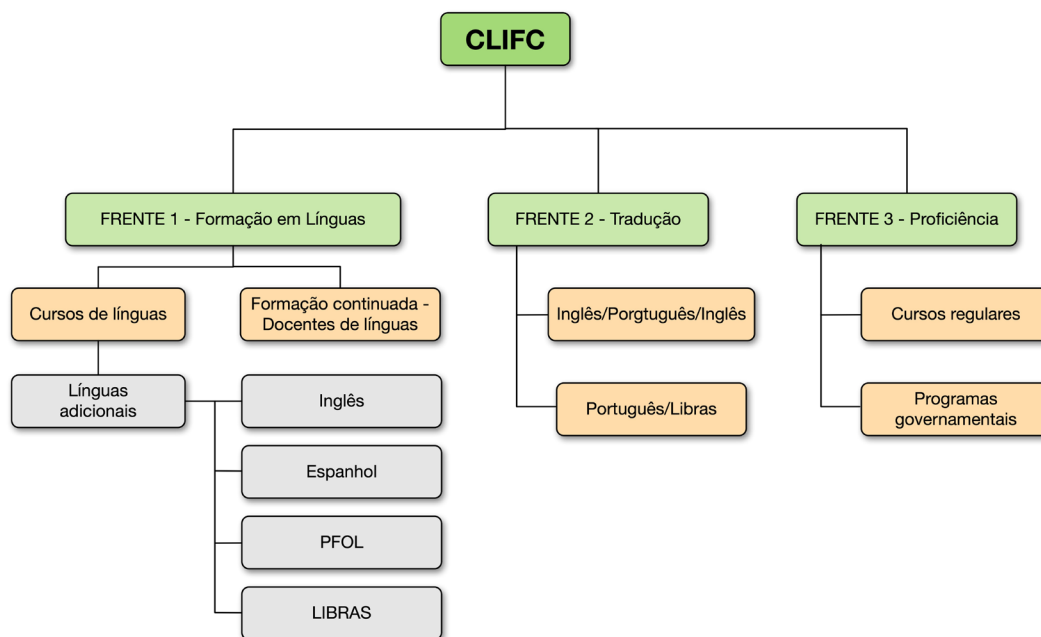 CLIFC
FRENTE 1 - Formação em Línguas
FRENTE 2 - Tradução
FRENTE 3 - Proficiência
Cursos de línguas
Formação continuada -
Docentes de línguas
Inglês/Porgtuguês/Inglês
Cursos regulares
Línguas
adicionais
Inglês
Português/Libras
Programas
governamentais
Espanhol
PFOL
LIBRAS